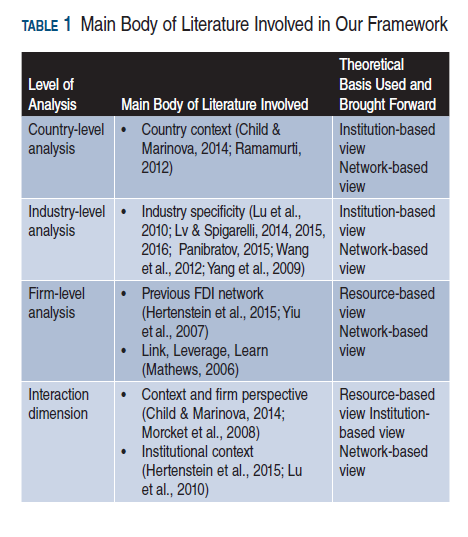 TABLE 1 Main Body of Literature Involved in Our Framework
Level of
Analysis
Main Body of Literature Involved
Theoretical
Basis Used and
Brought Forward
Country-level
analysis
• Country context (Child &
Marinova, 2014; Ramamurti,
2012)
Institution-based
view
Network-based
view
Industry-level
analysis
• Industry specificity (Lu et al.,
2010; Lv & Spigarelli, 2014, 2015,
2016; Panibratov, 2015; Wang
et al., 2012; Yang et al., 2009)
Institution-based
view
Network-based
view
Firm-level
analysis
• Previous FDI network
(Hertenstein et al., 2015; Yiu
et al., 2007)
• Link, Leverage, Learn
(Mathews, 2006)
Resource-based
view
Network-based
view
Interaction
dimension
• Context and firm perspective
(Child & Marinova, 2014;
Morcket et al., 2008)
• Institutional context
(Hertenstein et al., 2015; Lu
et al., 2010)
Resource-based
view Institution-
based view
Network-based
view